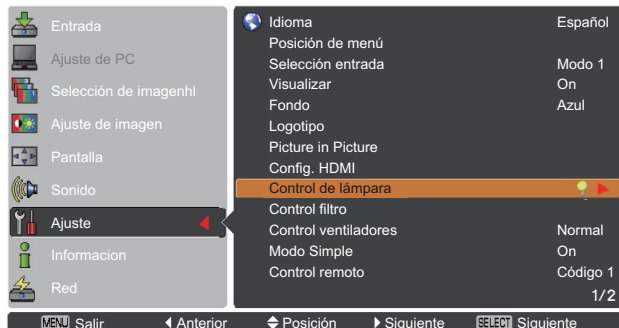 Entrada
Ajuste de PC
Selección de imagenhl
Ajuste de imagen
Pantalla
Sonido
Ajuste
Informacion
Red
Idioma Español
Posición de menú
Selección entrada Modo 1
Visualizar On
Fondo Azul
Logotipo
Picture in Picture
Config. HDMI
Control de lámpara
Control filtro
Control ventiladores Normal
Modo Simple On
Control remoto Código 1
1/2
MENU Salir Anterior Posición Siguiente SELECT Siguiente